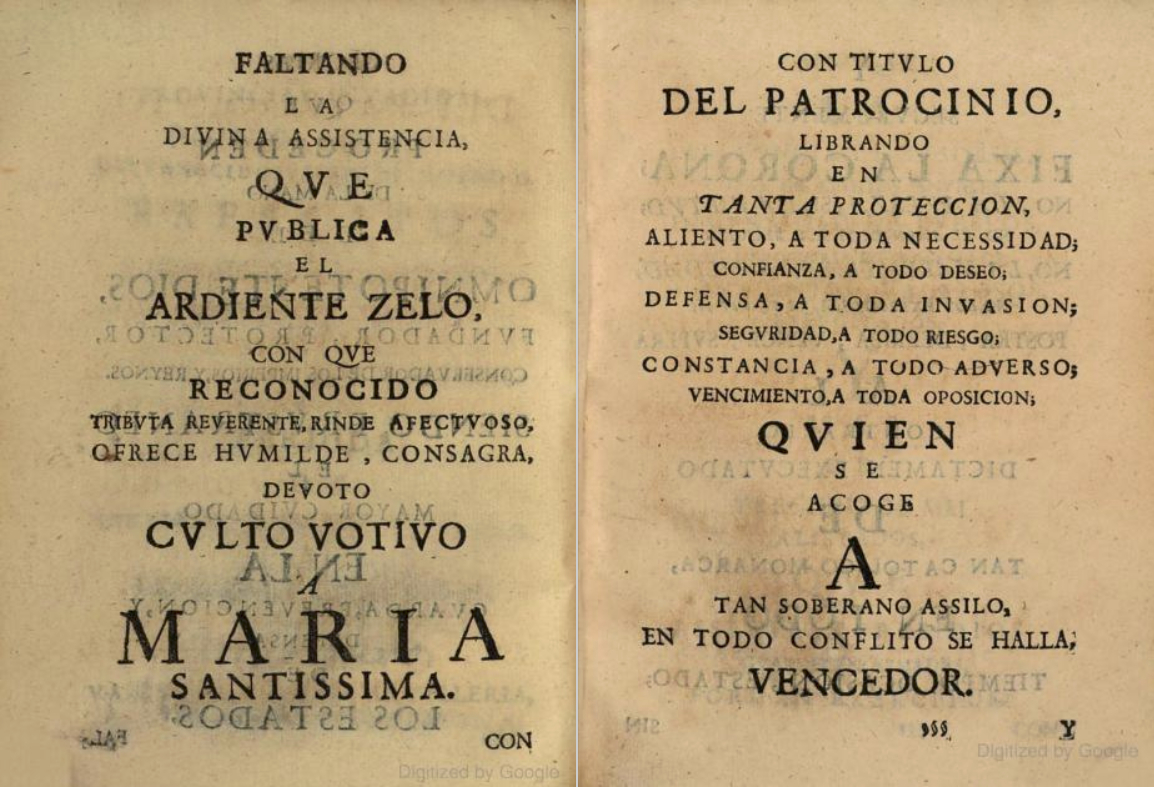 FALTANDO
DIVINA ASSISTENCIA,
QVE
PVBLICA
EL
ARDIENTE ZELO,
CON QVE
RECONOCIDO
TRIBVTA REVERENTE, RINDE AFECTVOSO,
OFRECE HVMILDE, CONSAGRA,
DEVOTO
CVLTO VOTIVO
A
MARIA
SANTISSIMA.
CON
Digitized by Google
CON TITVLO
DEL PATROCINIO,
LIBRANDO
EN
TANTA PROTECCION,
ALIENTO, A TODA NECESSIDAD;
CONFIANZA, A TODO DESEO;
DEFENSA, A TODA INVASION;
SEGVRIDAD, A TODO RIESGO;
CONSTANCIA, A TODO ADVERSO;
VENCIMIENTO, A TODA OPOSICION;
QVIEN
SE
ACOGE
A
TAN SOBERANO ASSILO,
EN TODO CONFLITO SE HALLA;
VENCEDOR.
§§§ Y
Digitized by Google